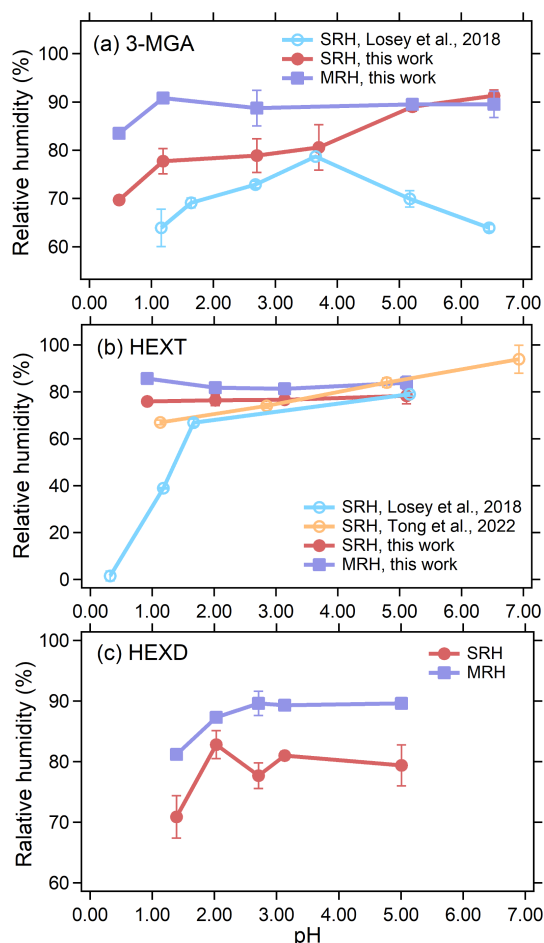 (a) 3-MGA
SRH, Losey et al., 2018
SRH, this work
MRH, this work
Relative humidity (%)
100
90
80
70
60
0.00 1.00 2.00 3.00 4.00 5.00 6.00 7.00
(b) HEXT
Relative humidity (%)
100
80
60
40
20
0
SRH, Losey et al., 2018
SRH, Tong et al., 2022
SRH, this work
MRH, this work
0.00 1.00 2.00 3.00 4.00 5.00 6.00 7.00
(c) HEXD
SRH
MRH
Ralative humidity (%)
100
90
80
70
60
0.00 1.00 2.00 3.00 4.00 5.00 6.00 7.00
pH